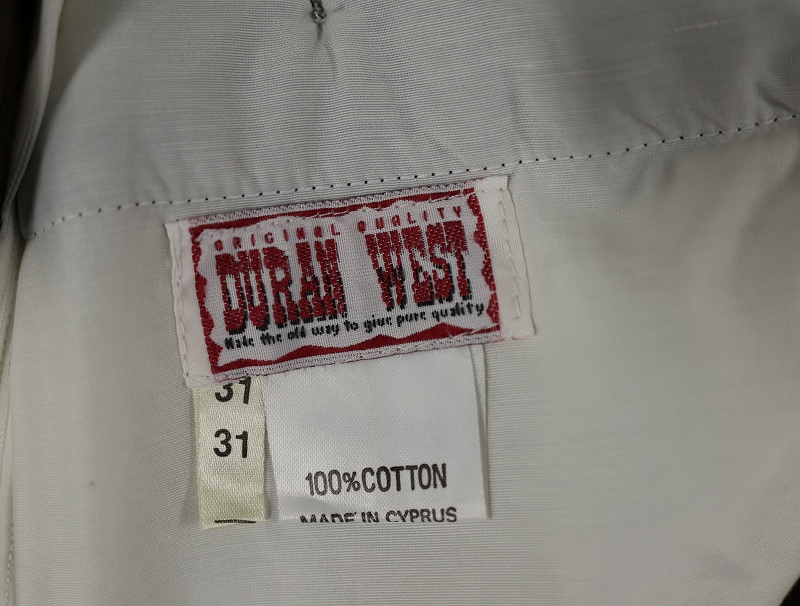 ORIGINAL QUALITY
DURAN WEST
Made the old way to give pure quality
31
31
100%COTTON
MADE IN CYPRUS